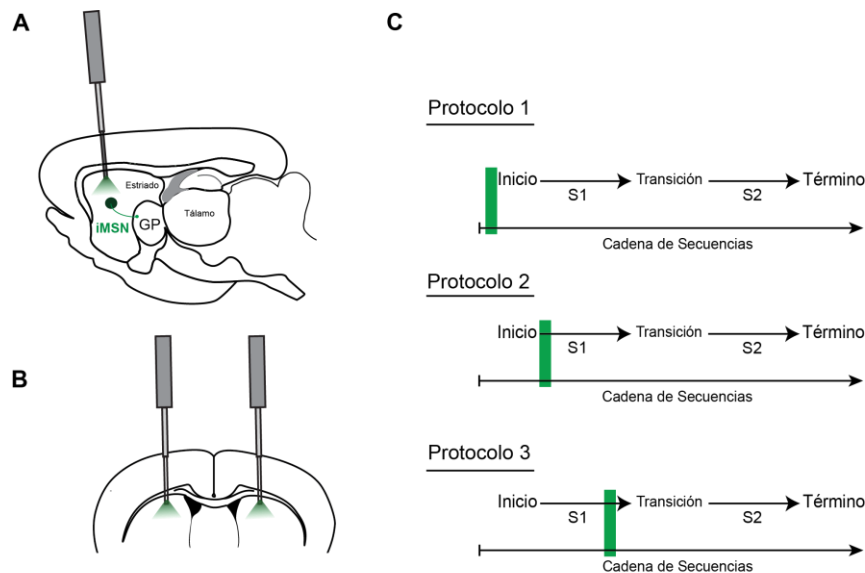 A
Estriado
iMSN
GP
Tálamo
B
C
Protocolo 1
Inicio
S1
Transición
S2
Término
Cadena de Secuencias
Protocolo 2
Inicio
S1
Transición
S2
Término
Cadena de Secuencias
Protocolo 3
Inicio
S1
Transición
S2
Término
Cadena de Secuencias